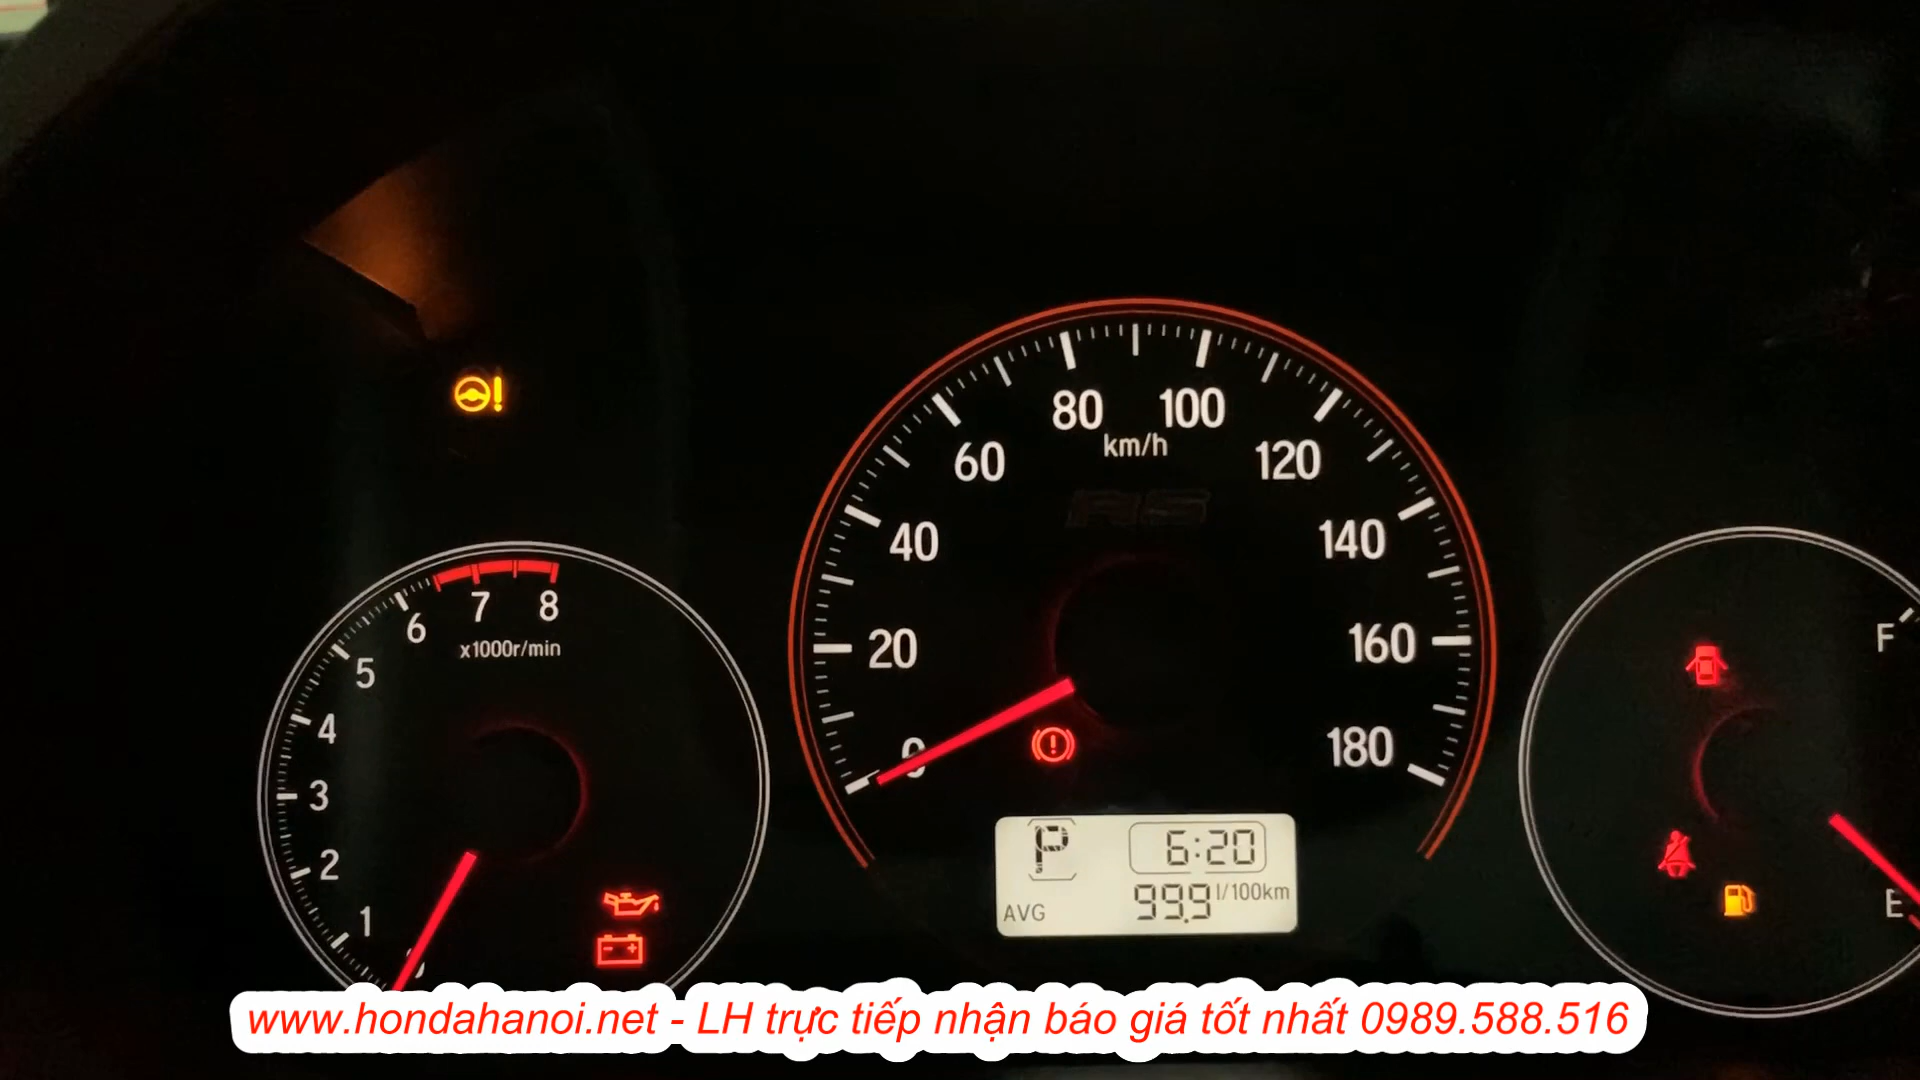 80 100
km/h
60 120
RS
40 140
7 8
6
x1000r/min
5
20 160
F
4
180
0
3
P 6:20
2
99.9 l/100km
AVG
E
1
www.hondahanoi.net - LH trực tiếp nhận báo giá tốt nhất 0989.588.516